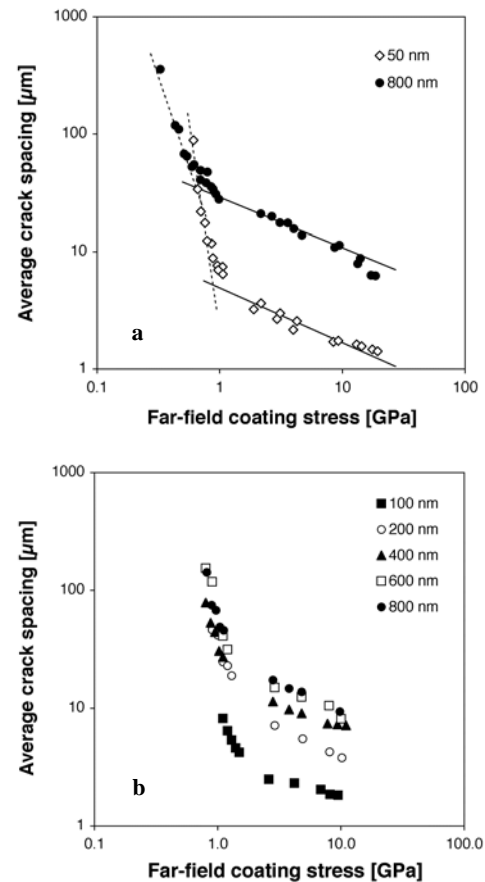 1000
100
10
1
Average crack spacing [µm]
50 nm
800 nm
a
0.1
1
10
100
Far-field coating stress [GPa]
1000
100
10
1
Average crack spacing [µm]
100 nm
200 nm
400 nm
600 nm
800 nm
b
0.1
1.0
10.0
100.0
Far-field coating stress [GPa]